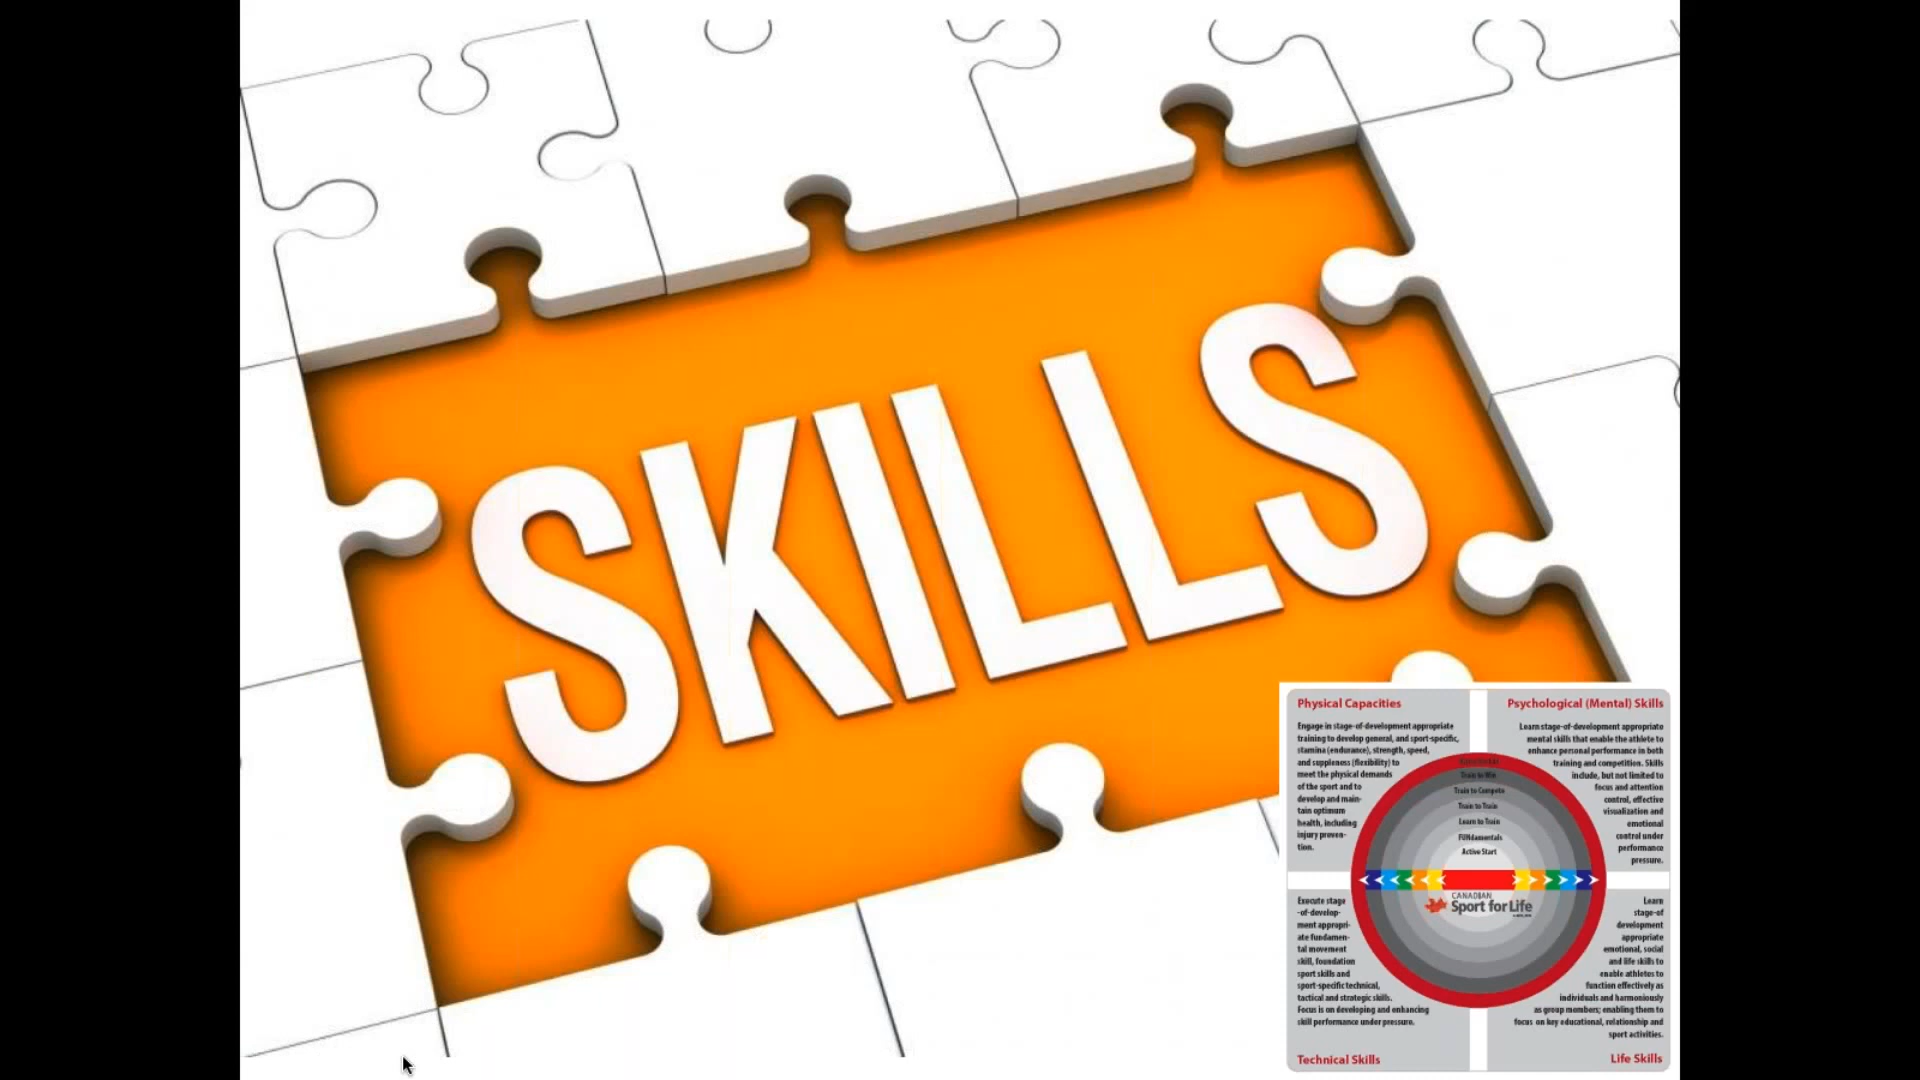 SKILLS
Physical Capacities
Engage in stage-of-development appropriate
training to develop general, and sport-specific,
stamina (endurance), strength, speed,
and suppleness (flexibility) to
meet the physical demands
of the sport and to
develop and main-
tain optimum
health, including
injury preven-
tion.
Psychological (Mental) Skills
Learn stage-of-development appropriate
mental skills that enable the athlete to
enhance personal performance in both
training and competition. Skills
include, but not limited to
focus and attention
control, effective
visualization and
emotional
control under
performance
pressure.
Train to Win
Train to Compete
Train to Train
Learn to Train
FUNdamentals
Active Start
CANADIAN
Sport for Life
Execute stage
-of-develop-
ment appropri-
ate fundamen-
tal movement
skill, foundation
sport skills and
sport-specific technical,
tactical and strategic skills.
Focus is on developing and enhancing
skill performance under pressure.
Technical Skills
Learn
stage-of
development
appropriate
emotional, social
and life skills to
enable athletes to
function effectively as
individuals and harmoniously
as group members; enabling them to
focus on key educational, relationship and
sport activities.
Life Skills